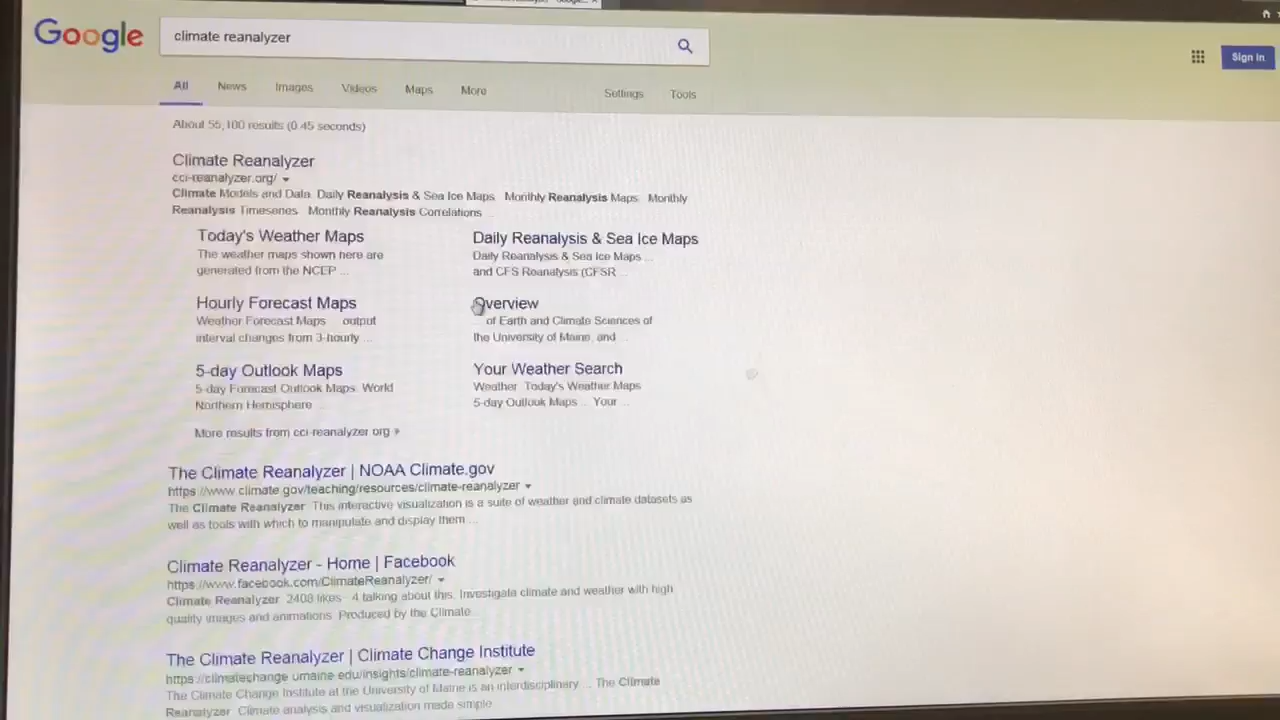 Google
climate reanalyzer
Sign in
All News Images Videos Maps More Settings Tools
About 55,100 results (0.45 seconds)
Climate Reanalyzer
cci-reanalyzer.org/
Climate Models and Data. Daily Reanalysis & Sea Ice Maps. Monthly Reanalysis Maps. Monthly
Reanalysis Timeseries. Monthly Reanalysis Correlations ...
Today's Weather Maps
The weather maps shown here are
generated from the NCEP ...
Daily Reanalysis & Sea Ice Maps
Daily Reanalysis & Sea Ice Maps ...
and CFS Reanalysis (CFSR ...
Hourly Forecast Maps
Weather Forecast Maps ... output
interval changes from 3-hourly ...
Overview
... of Earth and Climate Sciences of
the University of Maine, and ...
5-day Outlook Maps
5-day Forecast Outlook Maps. World
Northern Hemisphere ...
Your Weather Search
Weather. Today's Weather Maps
5-day Outlook Maps ... Your ...
More results from cci-reanalyzer.org »
The Climate Reanalyzer | NOAA Climate.gov
https://www.climate.gov/teaching/resources/climate-reanalyzer
The Climate Reanalyzer. This interactive visualization is a suite of weather and climate datasets as
well as tools with which to manipulate and display them ...
Climate Reanalyzer - Home | Facebook
https://www.facebook.com/ClimateReanalyzer/
Climate Reanalyzer. 2408 likes · 4 talking about this. Investigate climate and weather with high
quality images and animations. Produced by the Climate...
The Climate Reanalyzer | Climate Change Institute
https://climatechange.umaine.edu/insights/climate-reanalyzer
The Climate Change Institute at the University of Maine is an interdisciplinary ... The Climate
Reanalyzer. Climate analysis and visualization made simple